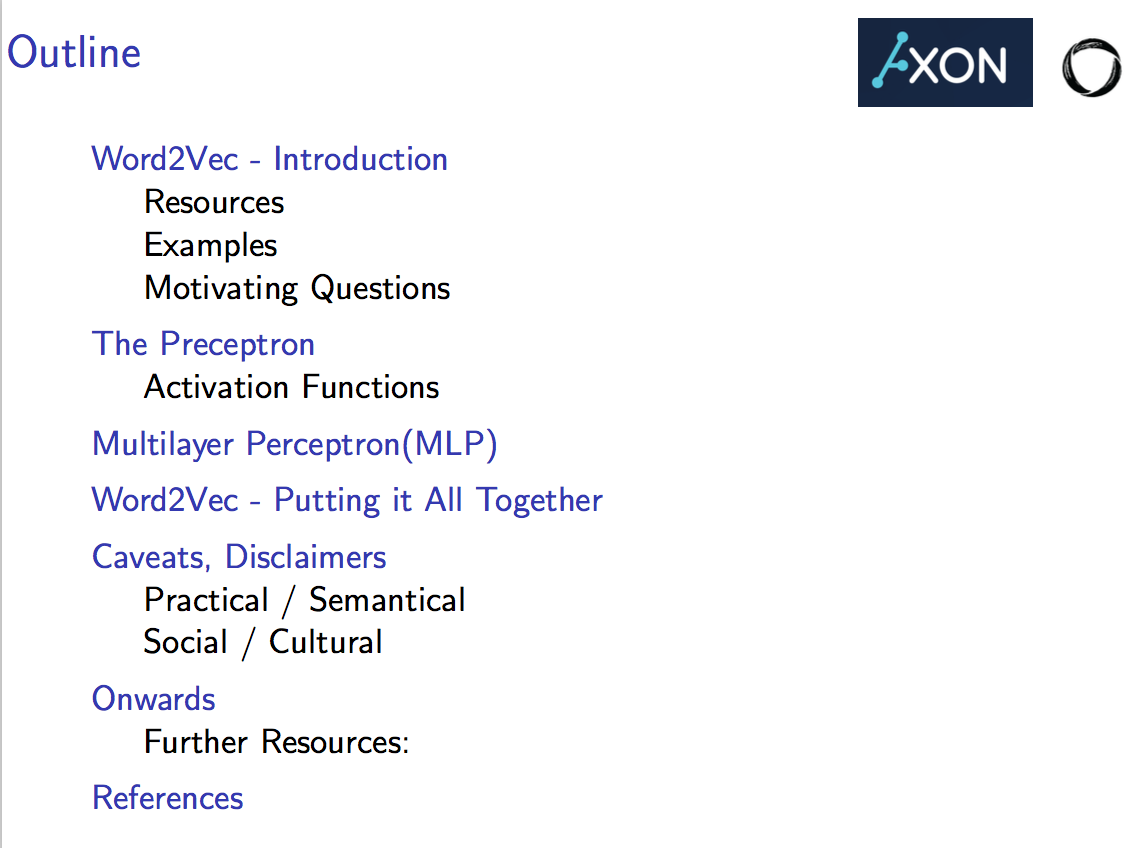 Outline
AXON
Word2Vec - Introduction
Resources
Examples
Motivating Questions
The Preceptron
Activation Functions
Multilayer Perceptron(MLP)
Word2Vec - Putting it All Together
Caveats, Disclaimers
Practical / Semantical
Social / Cultural
Onwards
Further Resources:
References